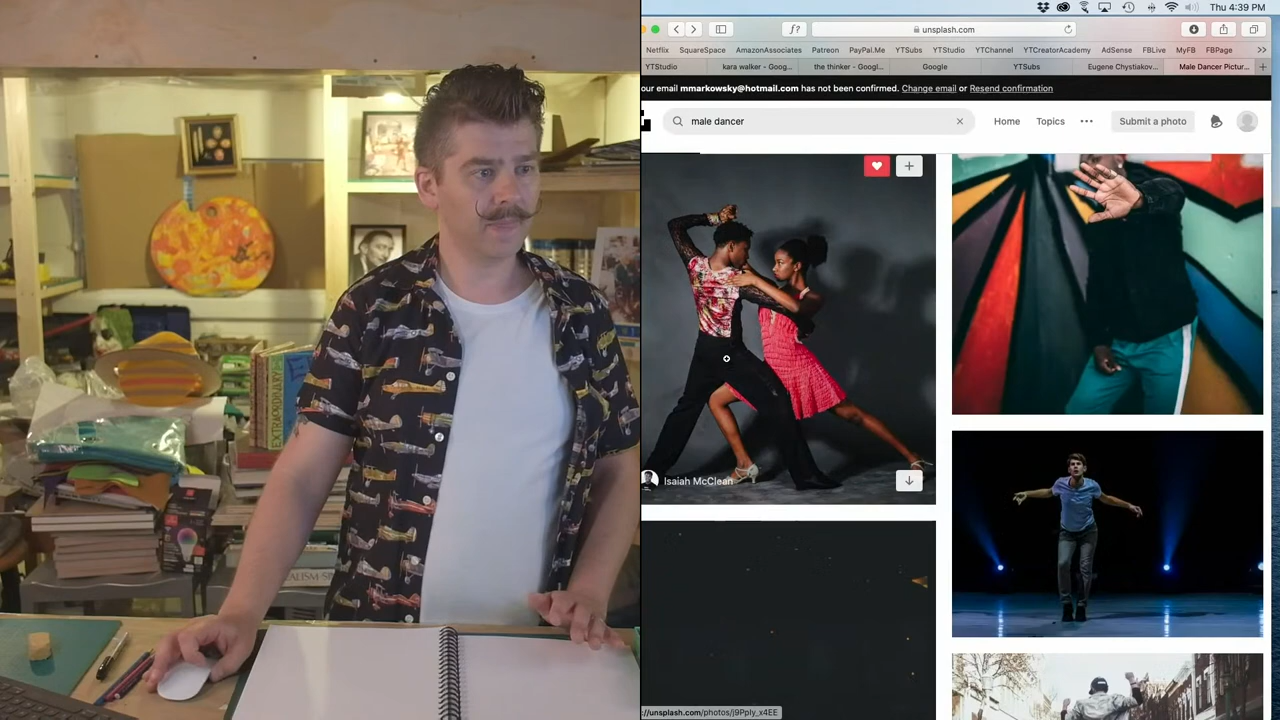 Thu 4:39 PM
unsplash.com
Netflix SquareSpace AmazonAssociates Patreon PayPal.Me YTSubs YTStudio YTChannel YTCreatorAcademy AdSense FBLive MyFB FBPage
YTStudio kara walker - Goog... the thinker - Googl... Google YTSubs Eugene Chystiakov... Male Dancer Pictur...
our email mmarkowsky@hotmail.com has not been confirmed. Change email or Resend confirmation
male dancer
Home Topics Submit a photo
Isaiah McClean
EXTRAORDINARY
://unsplash.com/photos/j9PpIy_x4EE